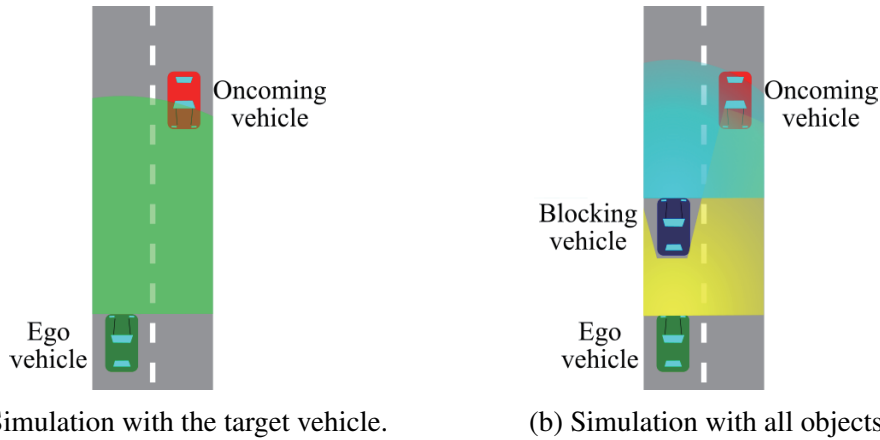 Oncoming
vehicle
Ego
vehicle
Oncoming
vehicle
Blocking
vehicle
Ego
vehicle
Simulation with the target vehicle.
(b) Simulation with all objects